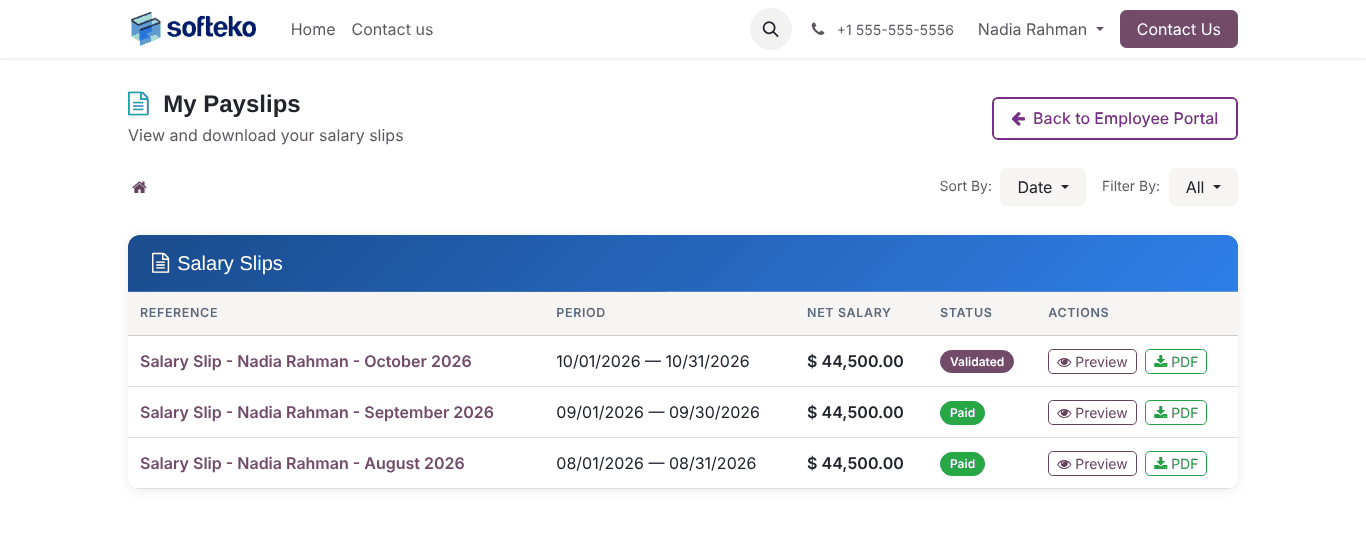 softeko Home Contact us +1 555-555-5556 Nadia Rahman Contact Us
My Payslips
View and download your salary slips
Back to Employee Portal
Sort By: Date Filter By: All
Salary Slips
REFERENCE PERIOD NET SALARY STATUS ACTIONS
Salary Slip - Nadia Rahman - October 2026 10/01/2026 — 10/31/2026 $ 44,500.00 Validated Preview PDF
Salary Slip - Nadia Rahman - September 2026 09/01/2026 — 09/30/2026 $ 44,500.00 Paid Preview PDF
Salary Slip - Nadia Rahman - August 2026 08/01/2026 — 08/31/2026 $ 44,500.00 Paid Preview PDF